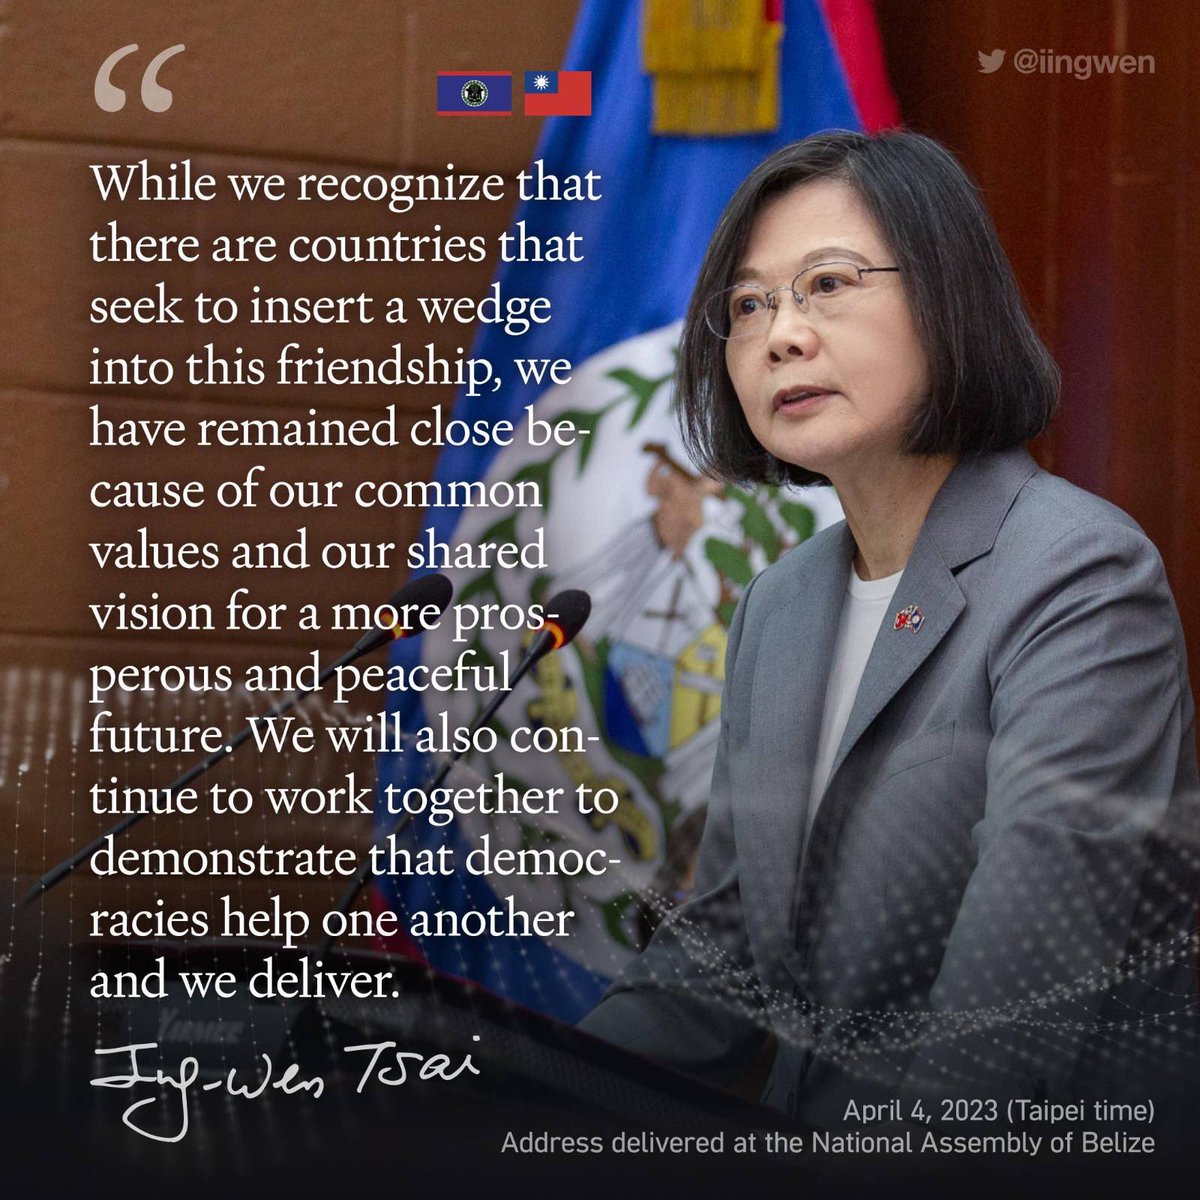 @iingwen
“
While we recognize that
there are countries that
seek to insert a wedge
into this friendship, we
have remained close be-
cause of our common
values and our shared
vision for a more pros-
perous and peaceful
future. We will also con-
tinue to work together to
demonstrate that democ-
racies help one another
and we deliver.
Ing-wen Tsai
April 4, 2023 (Taipei time)
Address delivered at the National Assembly of Belize